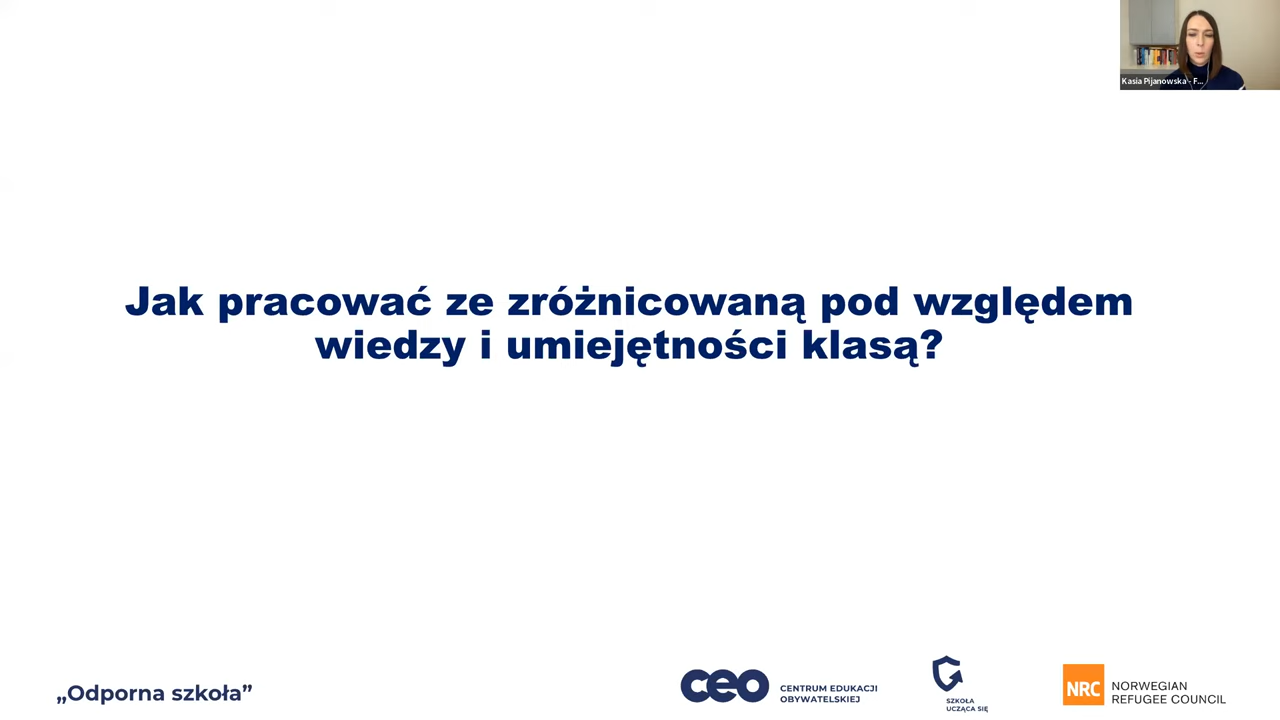 Kasia Pijanowska - F...
Jak pracować ze zróżnicowaną pod względem
wiedzy i umiejętności klasą?
„Odporna szkoła”
ceo
CENTRUM EDUKACJI
OBYWATELSKIEJ
SZKOŁA
UCZĄCA SIĘ
NRC
NORWEGIAN
REFUGEE COUNCIL